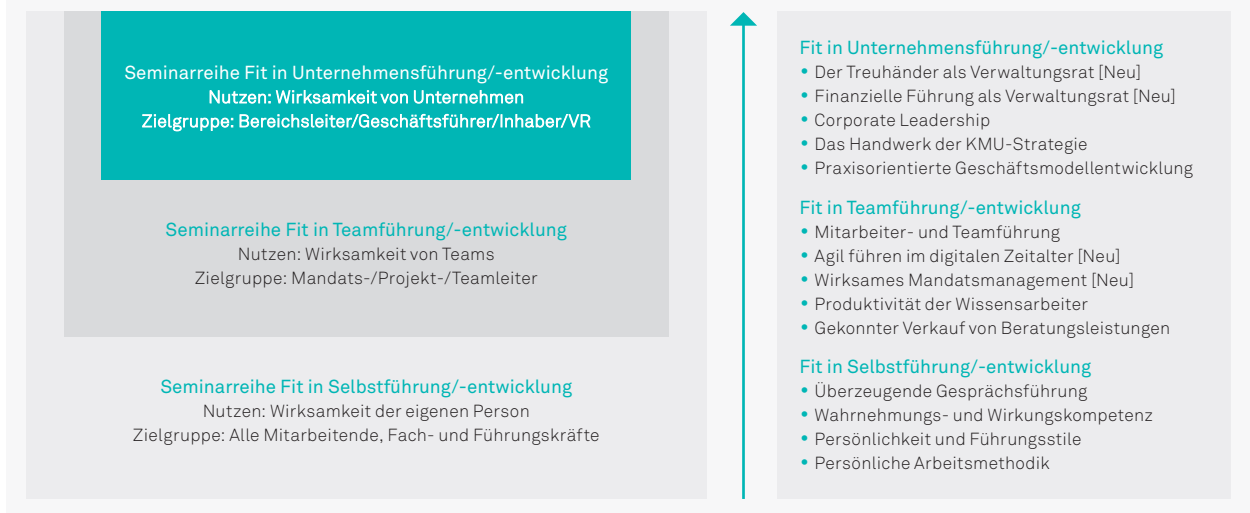 Seminarreihe Fit in Unternehmensführung/-entwicklung
Nutzen: Wirksamkeit von Unternehmen
Zielgruppe: Bereichsleiter/Geschäftsführer/Inhaber/VR
Seminarreihe Fit in Teamführung/-entwicklung
Nutzen: Wirksamkeit von Teams
Zielgruppe: Mandats-/Projekt-/Teamleiter
Seminarreihe Fit in Selbstführung/-entwicklung
Nutzen: Wirksamkeit der eigenen Person
Zielgruppe: Alle Mitarbeitende, Fach- und Führungskräfte
Fit in Unternehmensführung/-entwicklung
• Der Treuhänder als Verwaltungsrat [Neu]
• Finanzielle Führung als Verwaltungsrat [Neu]
• Corporate Leadership
• Das Handwerk der KMU-Strategie
• Praxisorientierte Geschäftsmodellentwicklung
Fit in Teamführung/-entwicklung
• Mitarbeiter- und Teamführung
• Agil führen im digitalen Zeitalter [Neu]
• Wirksames Mandatsmanagement [Neu]
• Produktivität der Wissensarbeiter
• Gekonnter Verkauf von Beratungsleistungen
Fit in Selbstführung/-entwicklung
• Überzeugende Gesprächsführung
• Wahrnehmungs- und Wirkungskompetenz
• Persönlichkeit und Führungsstile
• Persönliche Arbeitsmethodik